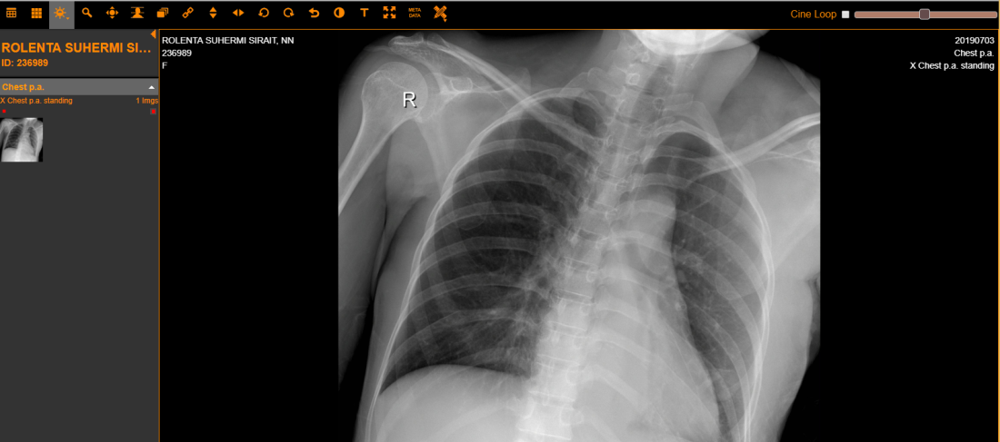 T
META
DATA
Cine Loop
ROLENTA SUHERMI SI...
ID: 236989
Chest p.a.
X Chest p.a. standing
1 Imgs
ROLENTA SUHERMI SIRAIT, NN
236989
F
20190703
Chest p.a.
X Chest p.a. standing
R